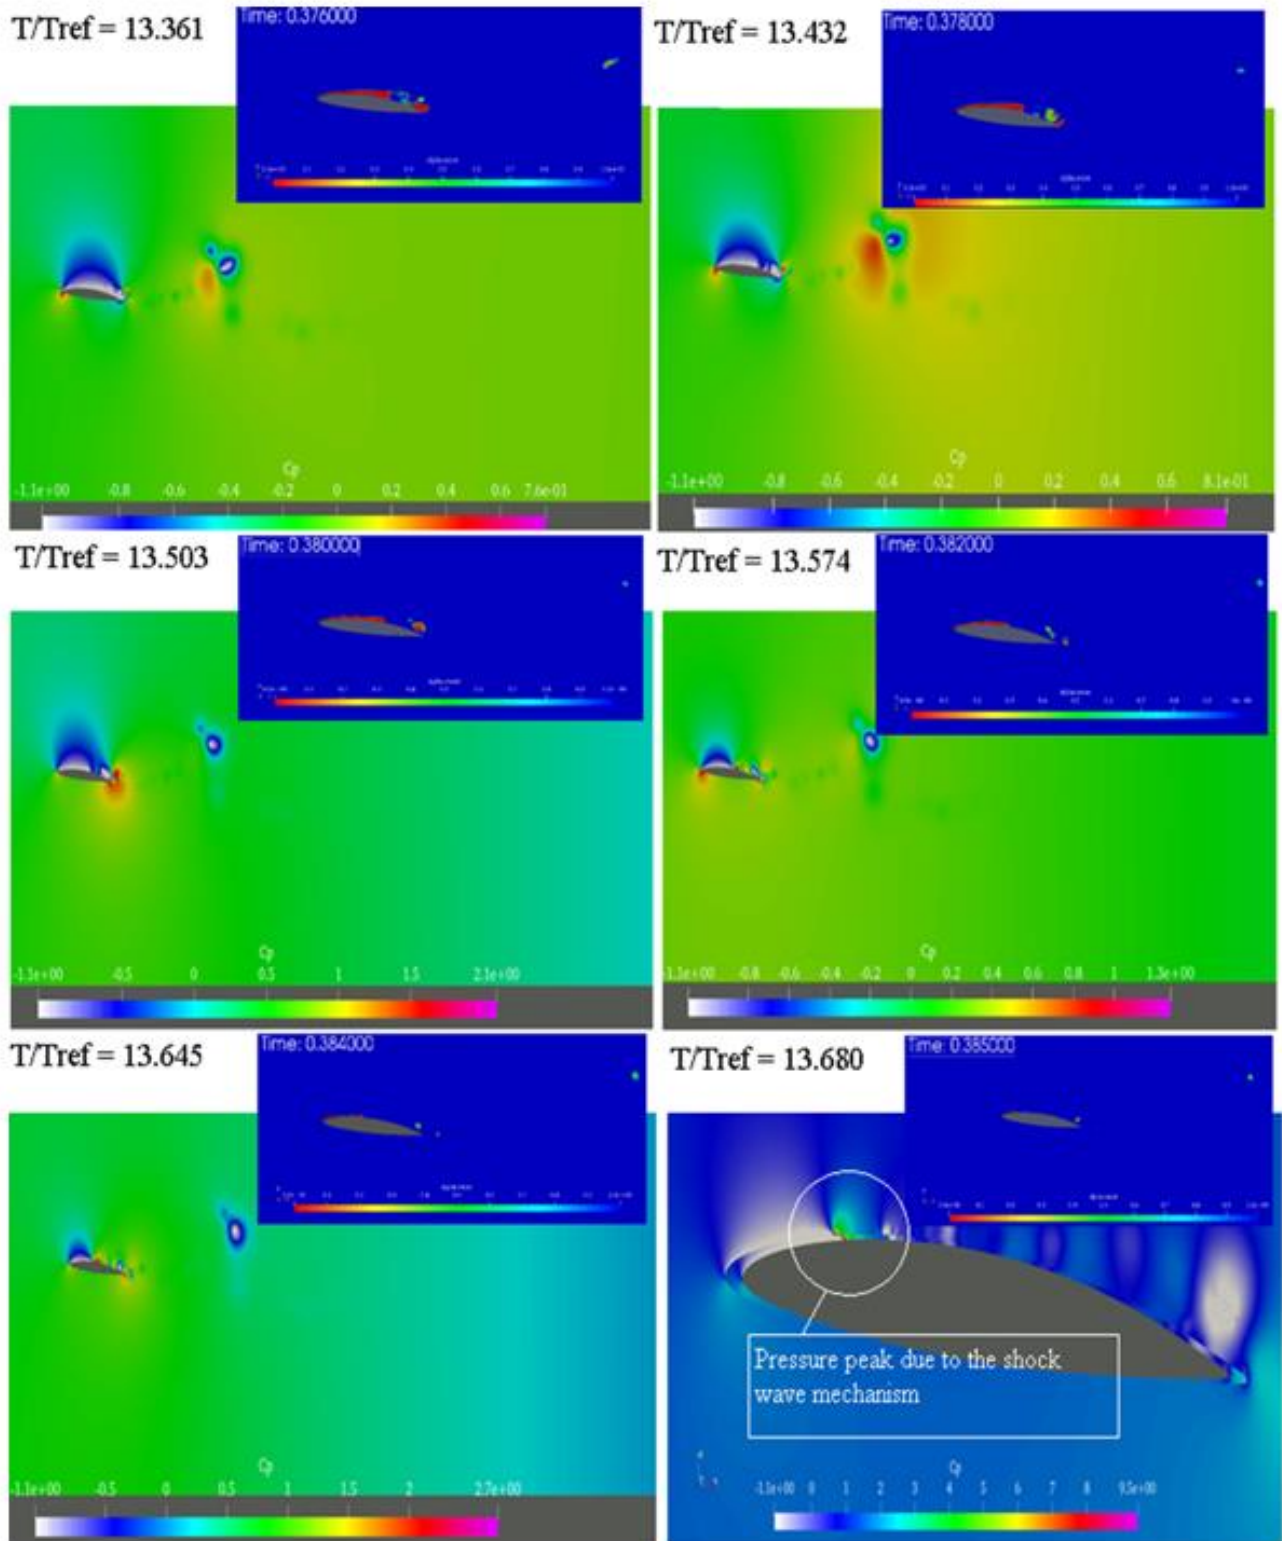 T/Tref = 13.361
Time: 0.376000
Cp
-1.1e+00 -0.8 -0.6 -0.4 -0.2 0 0.2 0.4 0.6 7.6e-01
T/Tref = 13.432
Time: 0.378000
Cp
-1.1e+00 -0.8 -0.6 -0.4 -0.2 0 0.2 0.4 0.6 8.1e-01
T/Tref = 13.503
Time: 0.380000
Cp
-1.1e+00 -0.5 0 0.5 1 1.5 2.1e+00
T/Tref = 13.574
Time: 0.382000
Cp
-1.1e+00 -0.8 -0.6 -0.4 -0.2 0 0.2 0.4 0.6 0.8 1 1.3e+00
T/Tref = 13.645
Time: 0.384000
Cp
-1.1e+00 -0.5 0 0.5 1 1.5 2 2.7e+00
T/Tref = 13.680
Time: 0.385000
Pressure peak due to the shock
wave mechanism
Cp
-1.1e+00 0 1 2 3 4 5 6 7 8 9.5e+00